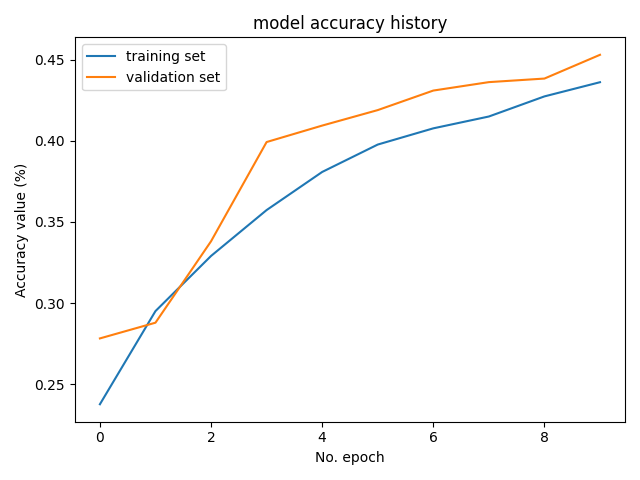 model accuracy history
training set
validation set
Accuracy value (%)
0.45
0.40
0.35
0.30
0.25
0 2 4 6 8
No. epoch